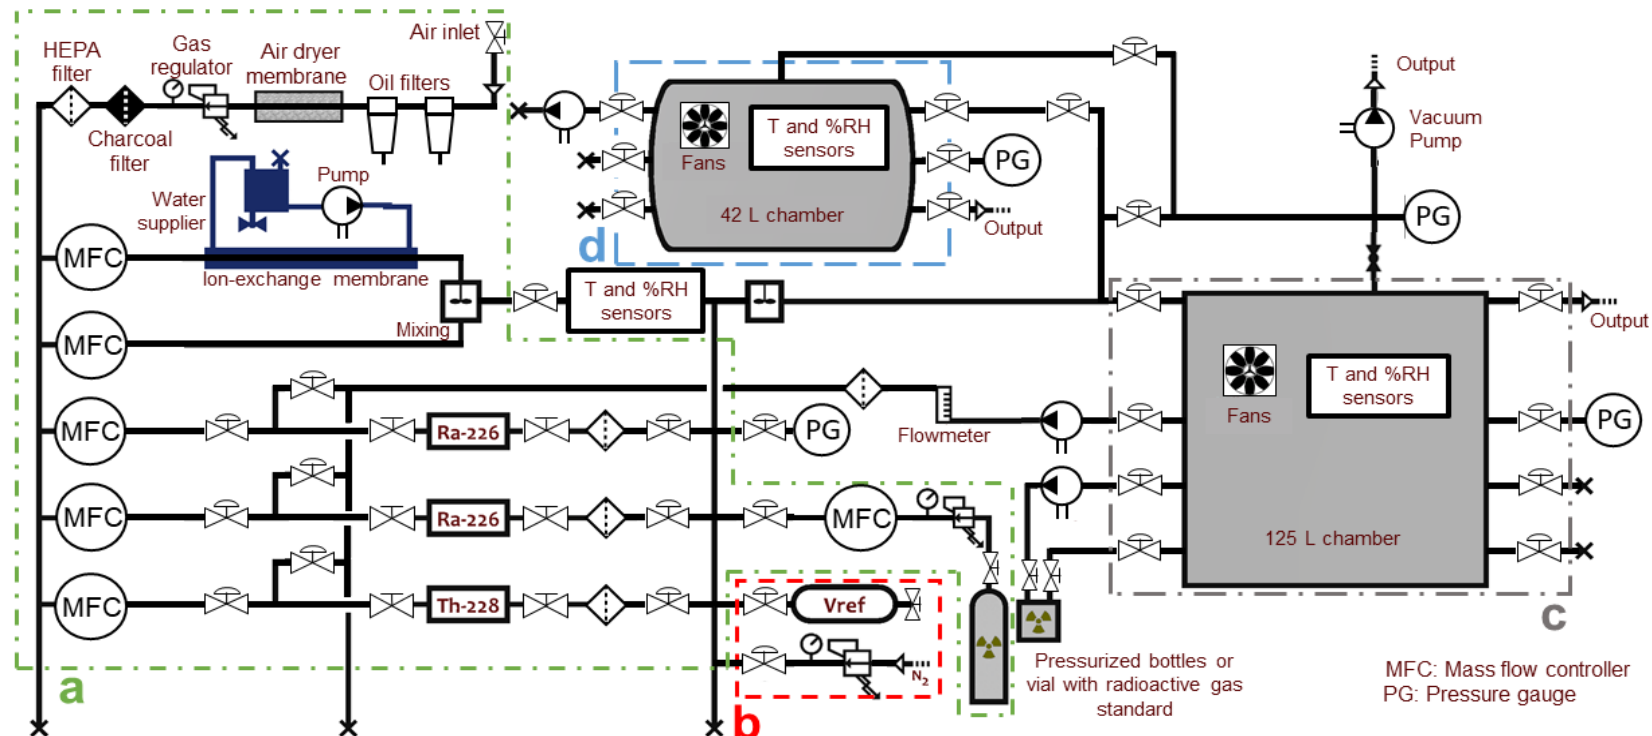 Air inlet
HEPA
filter
Gas
regulator
Air dryer
membrane
Oil filters
Charcoal
filter
Water
supplier
Pump
MFC
Ion-exchange membrane
MFC
Mixing
T and %RH
sensors
Fans
T and %RH
sensors
42 L chamber
PG
Output
d
Output
Vacuum
Pump
PG
Output
T and %RH
sensors
Fans
PG
125 L chamber
c
Flowmeter
MFC
Ra-226
PG
MFC
Ra-226
MFC
MFC
Th-228
Vref
N2
a
b
Pressurized bottles or
vial with radioactive gas
standard
MFC: Mass flow controller
PG: Pressure gauge